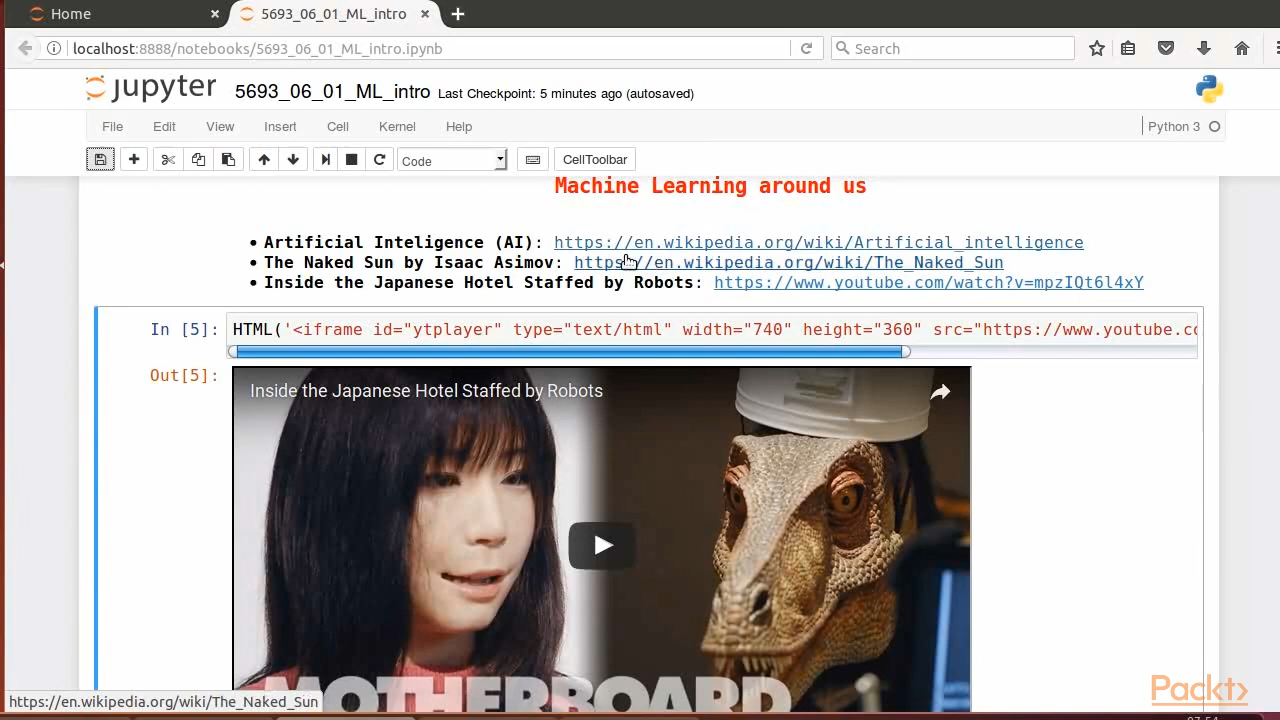 Home
5693_06_01_ML_intro
localhost:8888/notebooks/5693_06_01_ML_intro.ipynb
Search
jupyter 5693_06_01_ML_intro Last Checkpoint: 5 minutes ago (autosaved)
File Edit View Insert Cell Kernel Help Python 3
Code CellToolbar
Machine Learning around us
• Artificial Inteligence (AI): https://en.wikipedia.org/wiki/Artificial_intelligence
• The Naked Sun by Isaac Asimov: https://en.wikipedia.org/wiki/The_Naked_Sun
• Inside the Japanese Hotel Staffed by Robots: https://www.youtube.com/watch?v=mpzIQt6l4xY
In [5]: HTML('<iframe id="ytplayer" type="text/html" width="740" height="360" src="https://www.youtube.co
Out[5]:
Inside the Japanese Hotel Staffed by Robots
MOTHERBOARD
https://en.wikipedia.org/wiki/The_Naked_Sun
Packt